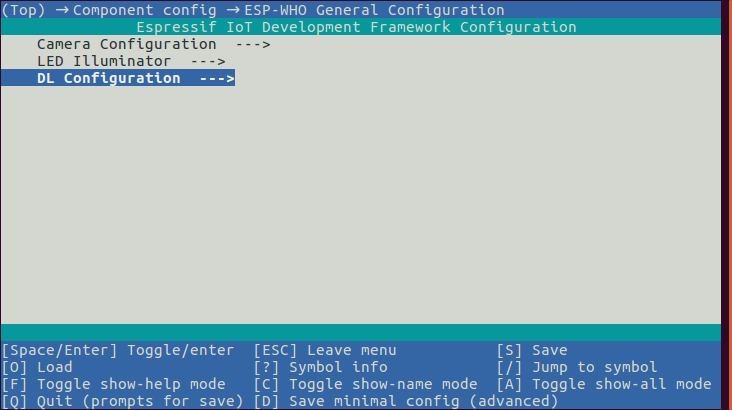 (Top) → Component config → ESP-WHO General Configuration
Espressif IoT Development Framework Configuration
Camera Configuration  --->
LED Illuminator  --->
DL Configuration  --->
[Space/Enter] Toggle/enter  [ESC] Leave menu           [S] Save
[O] Load                    [?] Symbol info            [/] Jump to symbol
[F] Toggle show-help mode   [C] Toggle show-name mode  [A] Toggle show-all mode
[Q] Quit (prompts for save) [D] Save minimal config (advanced)